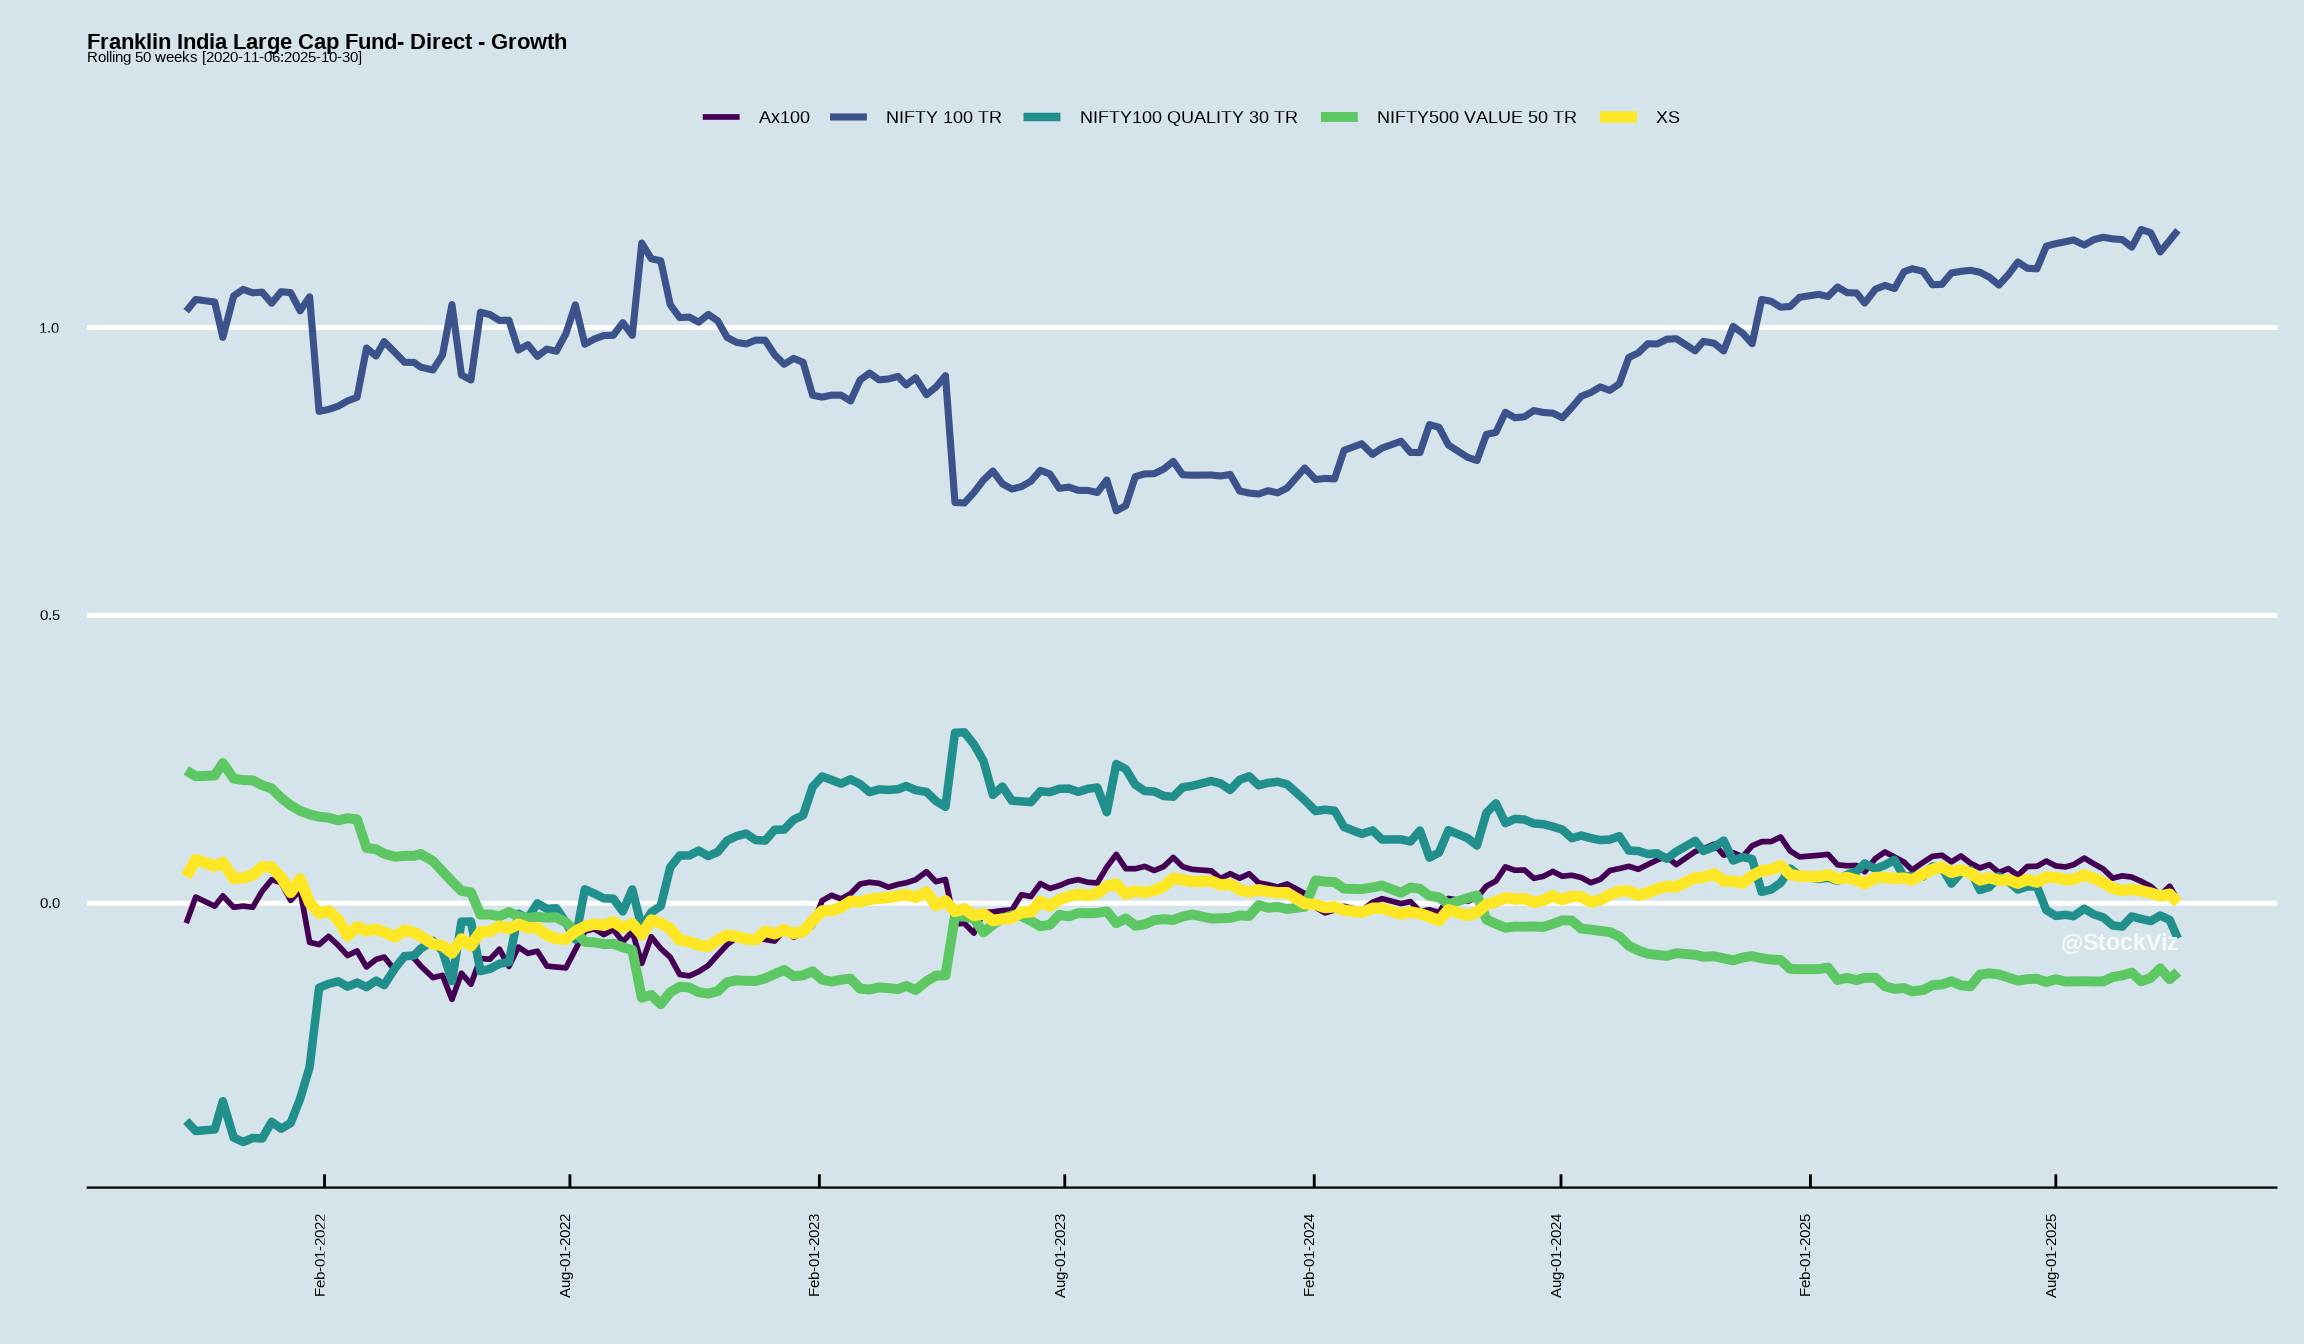 Franklin India Large Cap Fund- Direct - Growth
Rolling 50 weeks [2020-11-06:2025-10-30]
Ax100 NIFTY 100 TR NIFTY100 QUALITY 30 TR NIFTY500 VALUE 50 TR XS
1.0
0.5
0.0
@StockViz
Feb-01-2022 Aug-01-2022 Feb-01-2023 Aug-01-2023 Feb-01-2024 Aug-01-2024 Feb-01-2025 Aug-01-2025